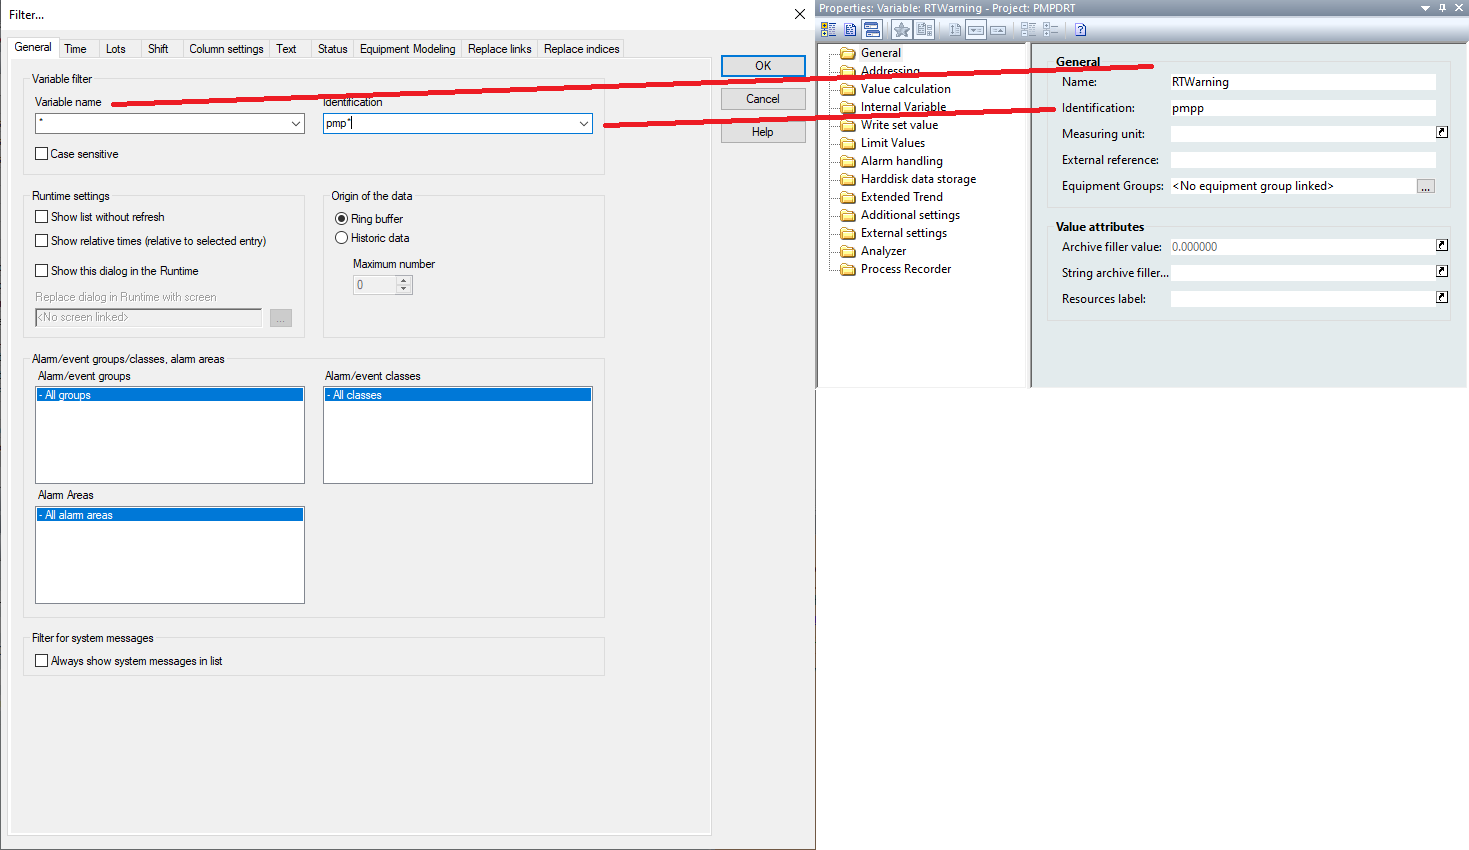 Filter...
General
Time
Lots
Shift
Column settings
Text
Status
Equipment Modeling
Replace links
Replace indices
OK
Cancel
Help
Variable filter
Variable name
Identification
*
pmp*
Case sensitive
Runtime settings
Show list without refresh
Show relative times (relative to selected entry)
Show this dialog in the Runtime
Replace dialog in Runtime with screen
<No screen linked>
...
Origin of the data
Ring buffer
Historic data
Maximum number
0
Alarm/event groups/classes, alarm areas
Alarm/event groups
- All groups
Alarm/event classes
- All classes
Alarm Areas
- All alarm areas
Filter for system messages
Always show system messages in list
Properties: Variable: RTWarning - Project: PMPDRT
General
Addressing
Value calculation
Internal Variable
Write set value
Limit Values
Alarm handling
Harddisk data storage
Extended Trend
Additional settings
External settings
Analyzer
Process Recorder
General
Name: RTWarning
Identification: pmpp
Measuring unit:
External reference:
Equipment Groups: <No equipment group linked> ...
Value attributes
Archive filler value: 0.000000
String archive filler...
Resources label: